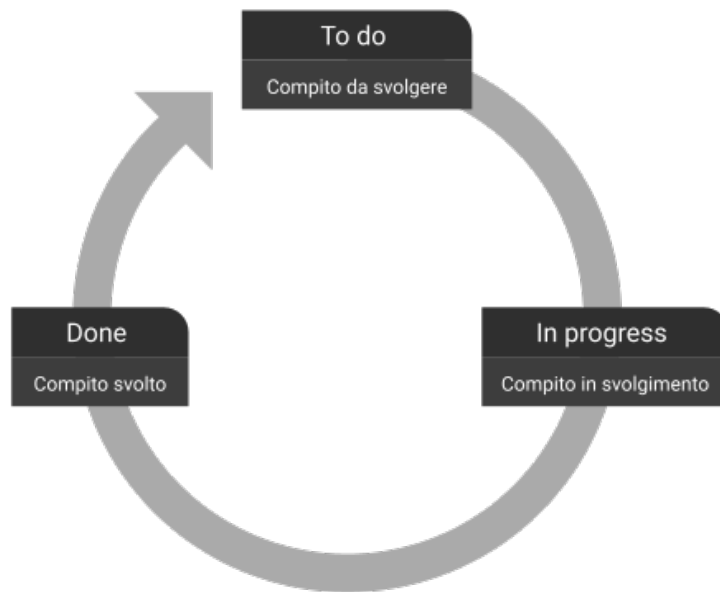 To do
Compito da svolgere
In progress
Compito in svolgimento
Done
Compito svolto